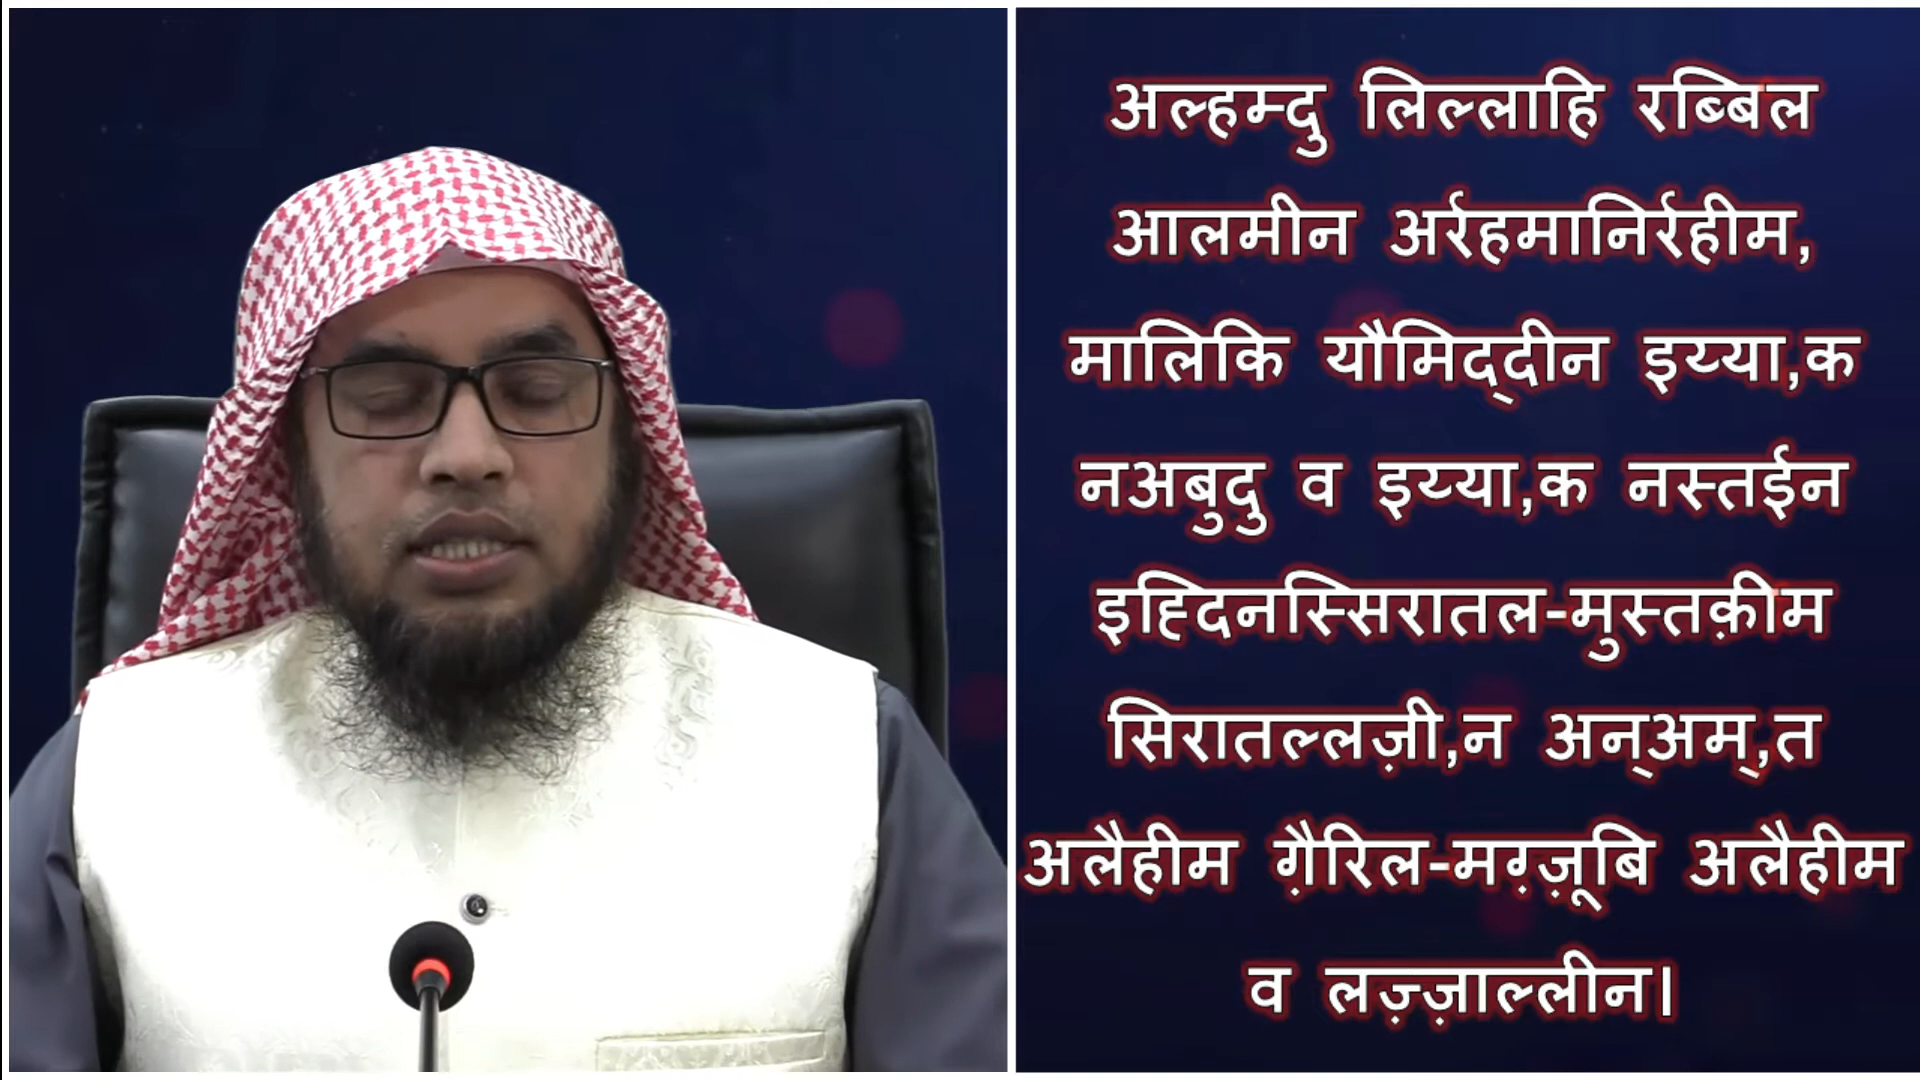 अल्हम्दु लिल्लाहि रब्बिल
आलमीन अर्रहमानिर्रहीम,
मालिकि यौमिद्‌दीन इय्या,क
नअबुदु व इय्या,क नस्तईन
इह्दिनस्सिरातल-मुस्तक़ीम
सिरातल्लज़ी,न अन्‌अम्,त
अलैहीम ग़ैरिल-मग़्ज़ूबि अलैहीम
व लज़्ज़ाल्लीन।